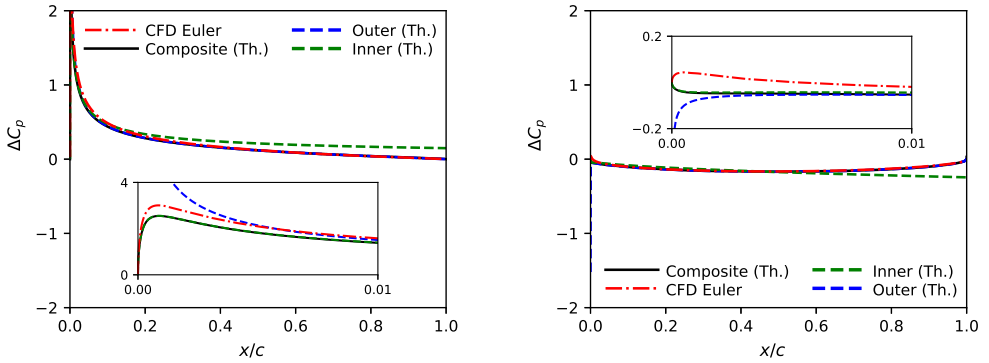 2
1
0
−1
−2
ΔCp
CFD Euler
Composite (Th.)
Outer (Th.)
Inner (Th.)
4
0
0.00
0.01
0.0 0.2 0.4 0.6 0.8 1.0
x/c
2
1
0
−1
−2
ΔCp
0.2
−0.2
0.00
0.01
Composite (Th.)
CFD Euler
Inner (Th.)
Outer (Th.)
0.0 0.2 0.4 0.6 0.8 1.0
x/c